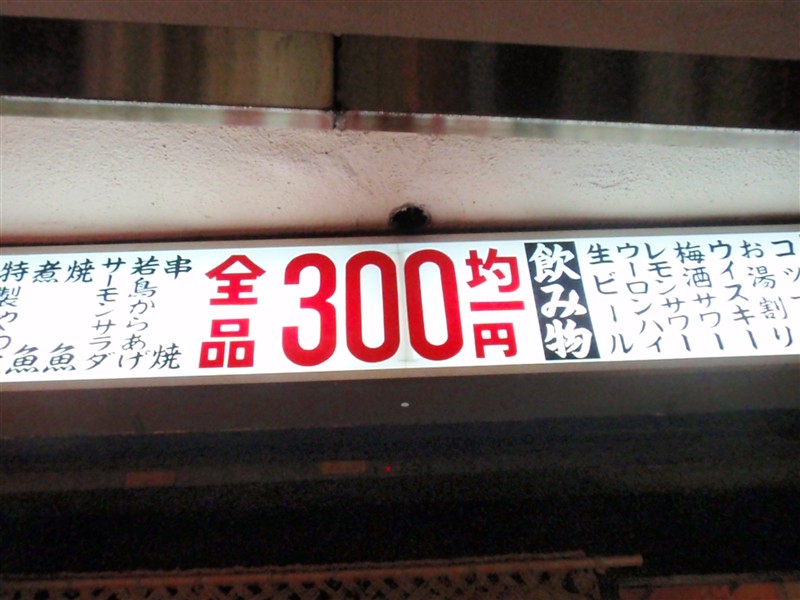 全品300均一円
串焼
若鳥からあげ
サーモンサラダ
焼魚
煮魚
特製
飲み物
生ビール
ウーロンハイ
レモンサワー
梅酒サワー
ウイスキー
お湯割り